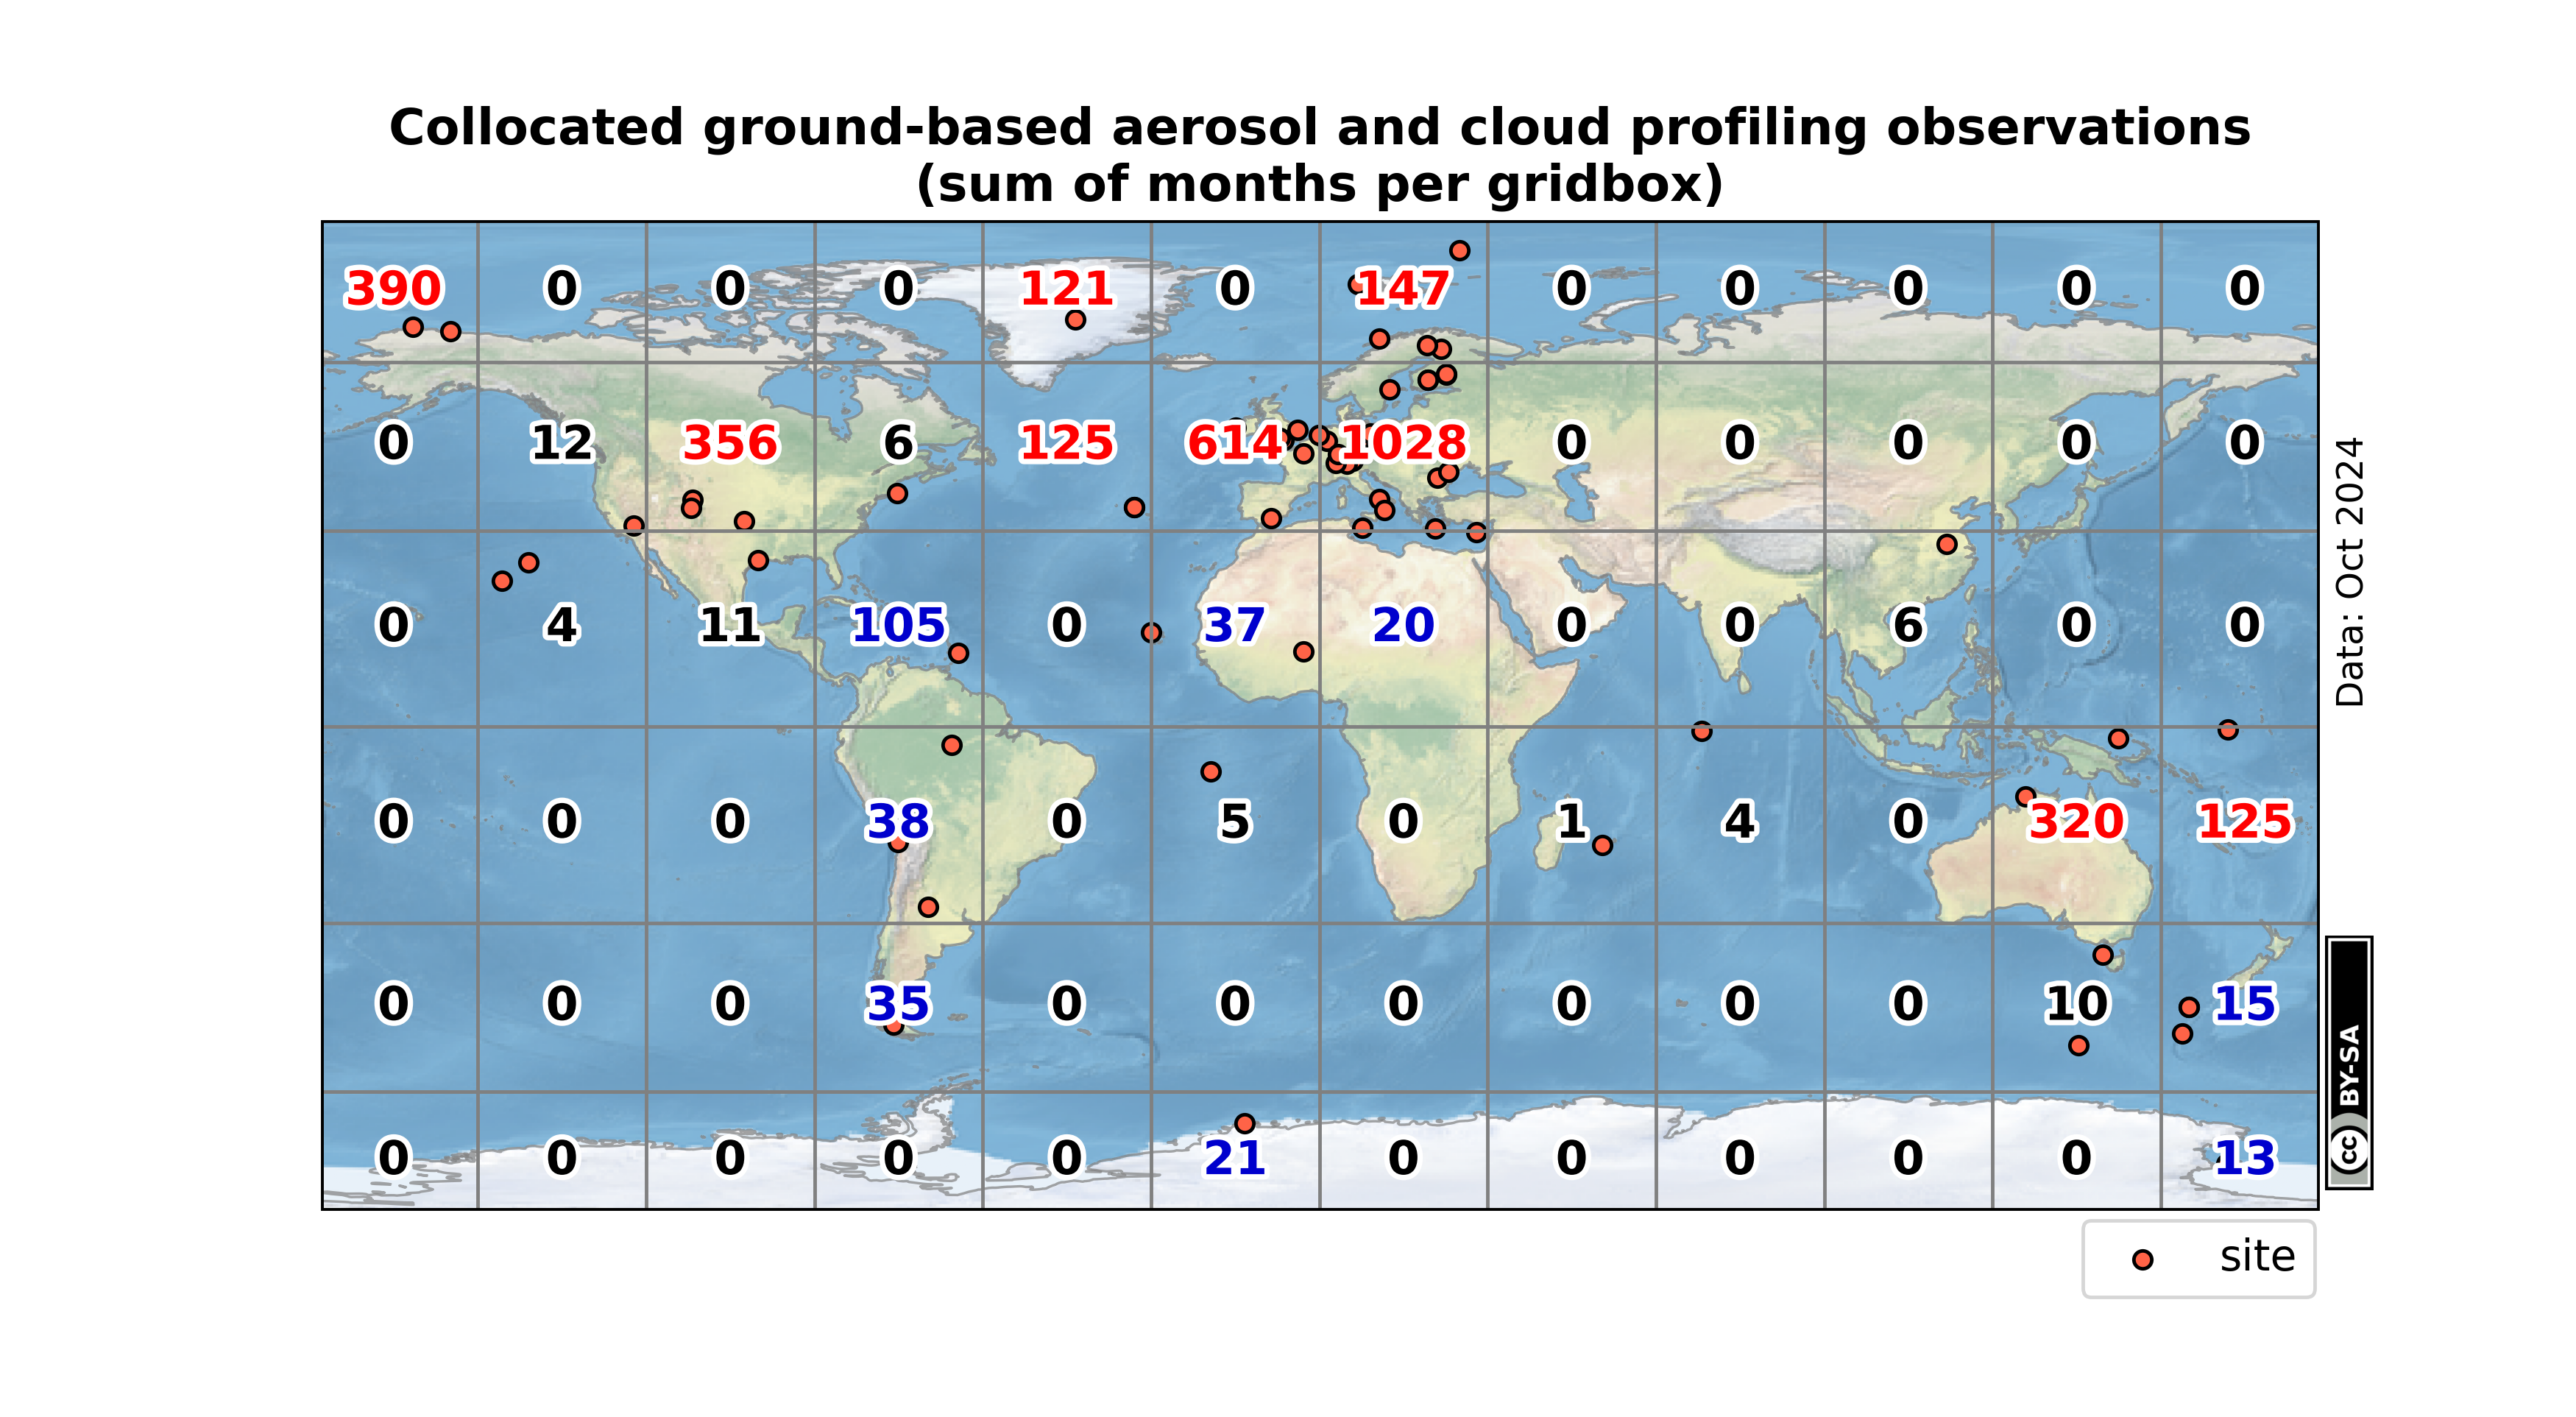 Collocated ground-based aerosol and cloud profiling observations
(sum of months per gridbox)
390 0 0 0 121 0 147 0 0 0 0 0
0 12 356 6 125 614 1028 0 0 0 0 0
0 4 11 105 0 37 20 0 0 6 0 0
0 0 0 38 0 5 0 1 4 0 320 125
0 0 0 35 0 0 0 0 0 0 10 15
0 0 0 0 0 21 0 0 0 0 0 13
Data: Oct 2024
cc BY-SA
site